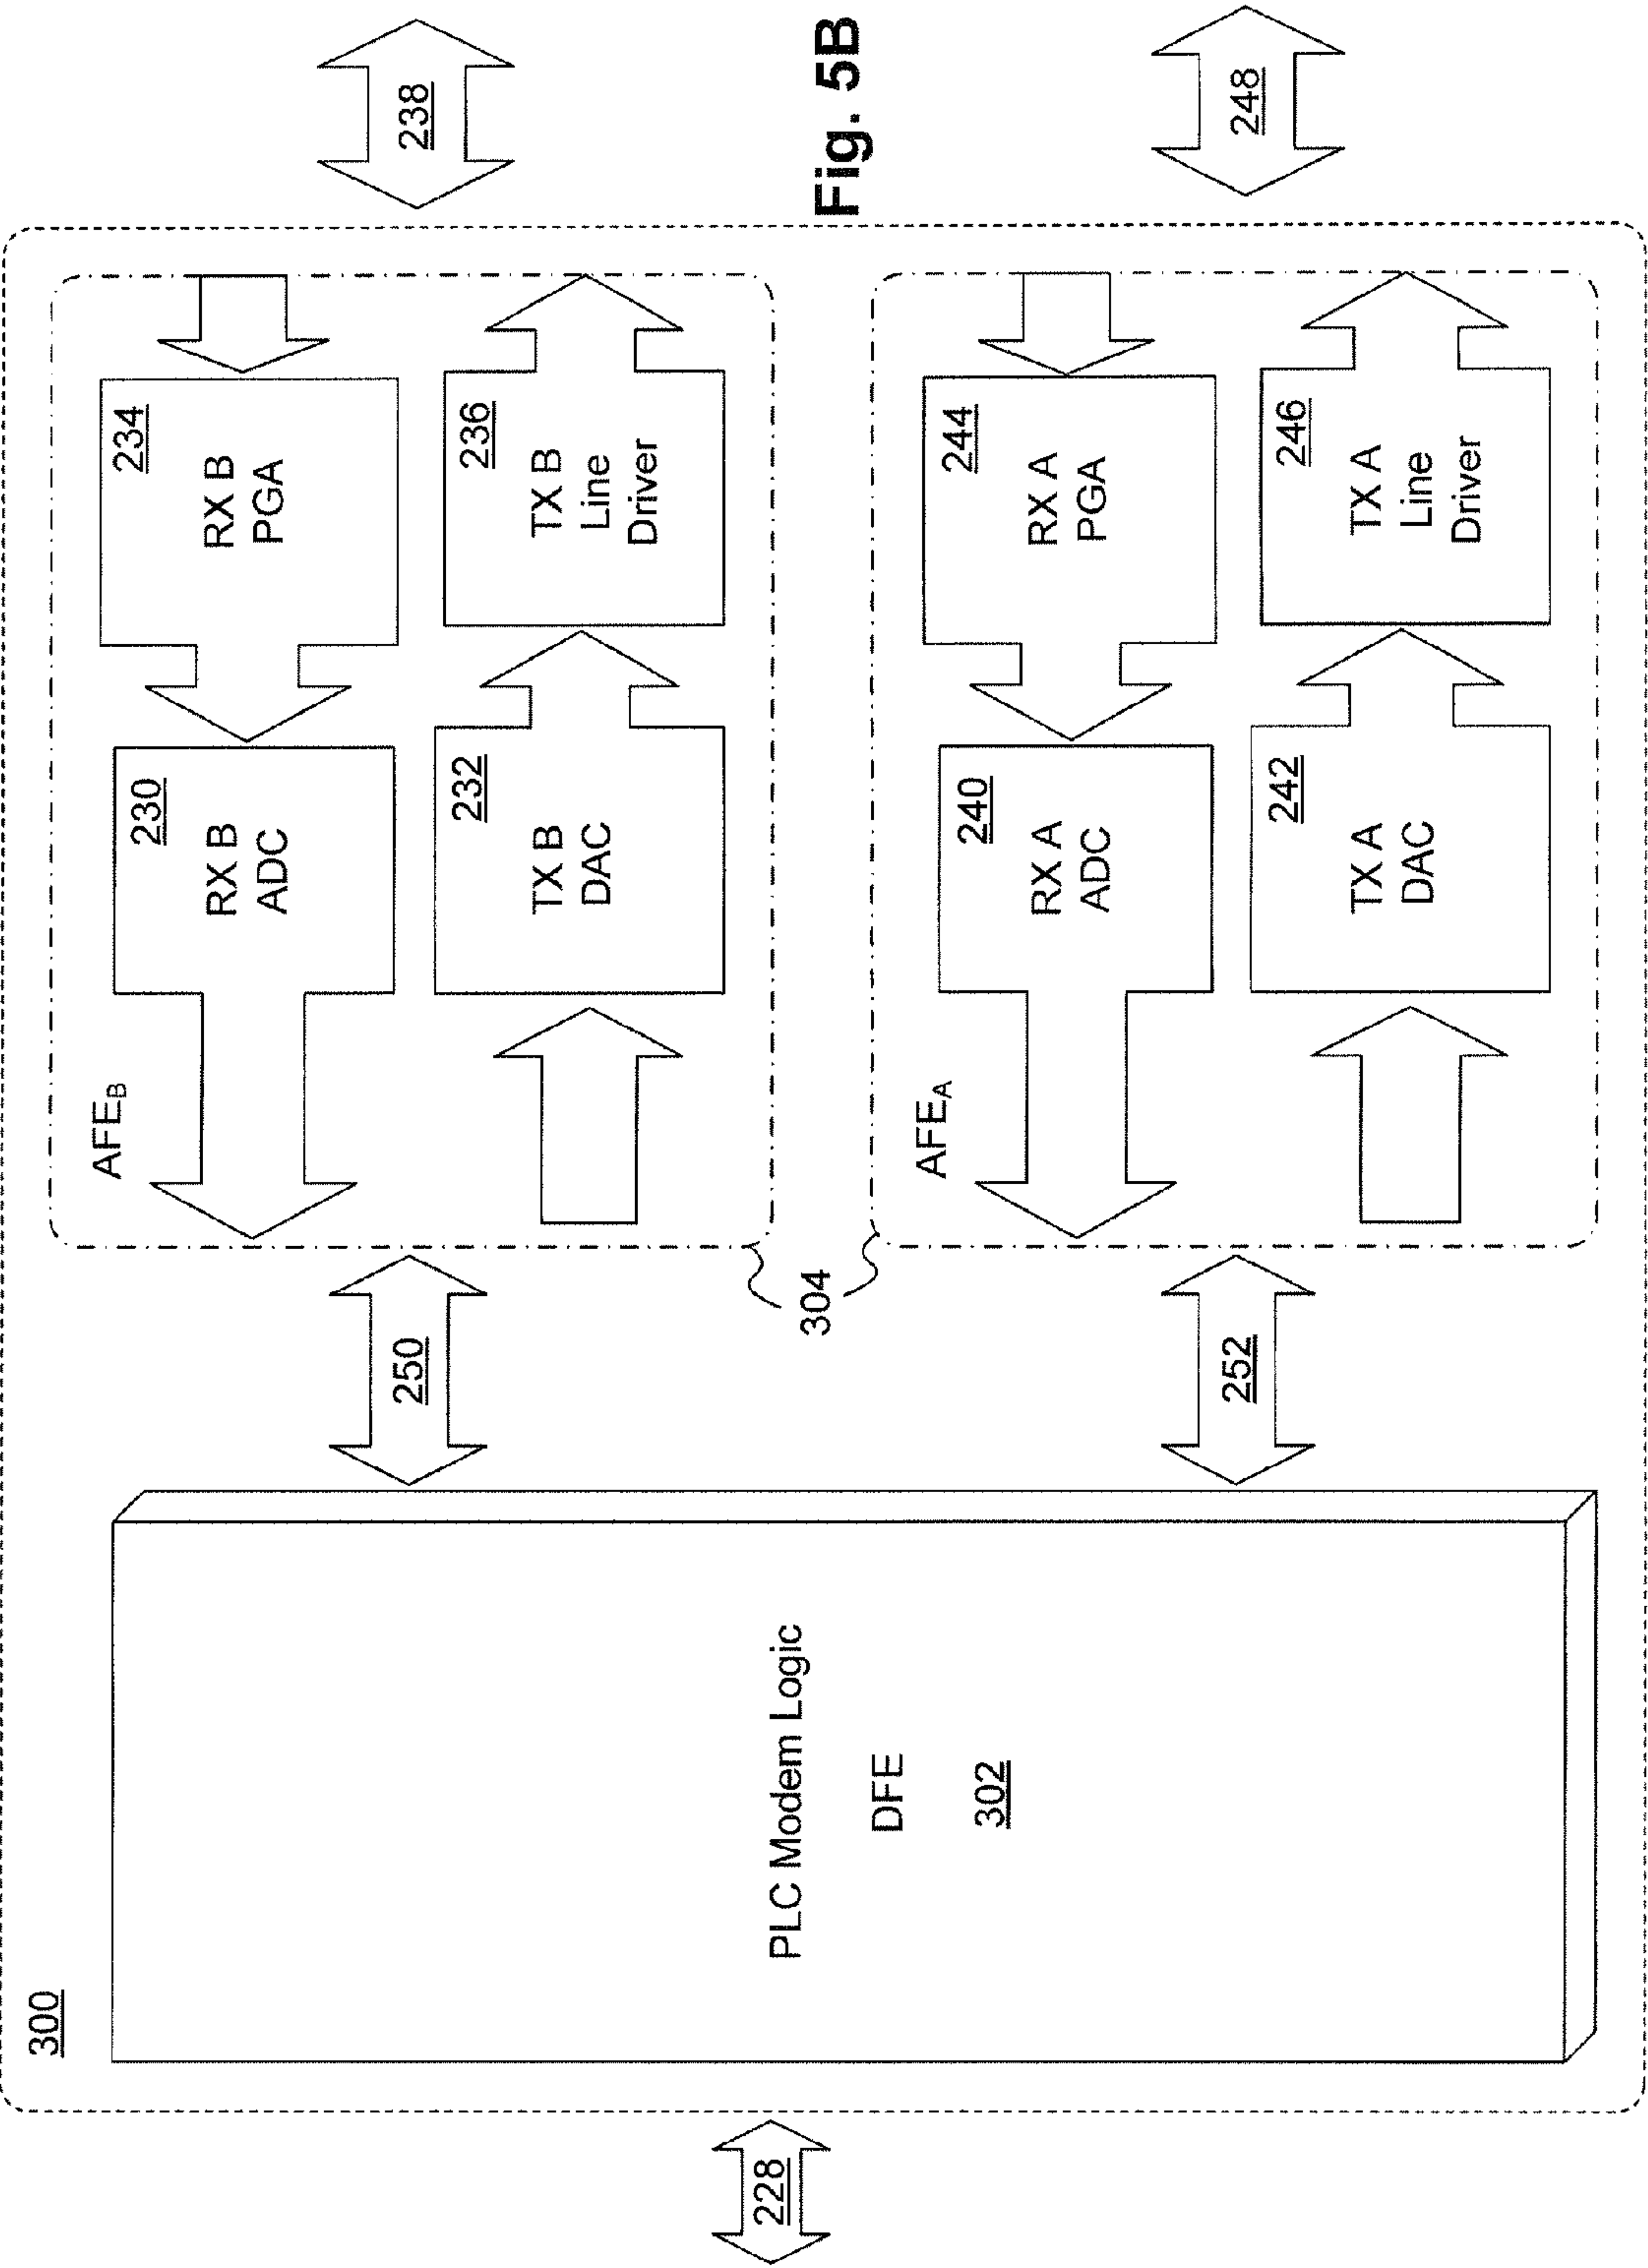 300
228
PLC Modem Logic
DFE
302
250
252
304
AFEB
230
RX B
ADC
234
RX B
PGA
232
TX B
DAC
236
TX B
Line
Driver
238
AFEA
240
RX A
ADC
244
RX A
PGA
242
TX A
DAC
246
TX A
Line
Driver
248
Fig. 5B